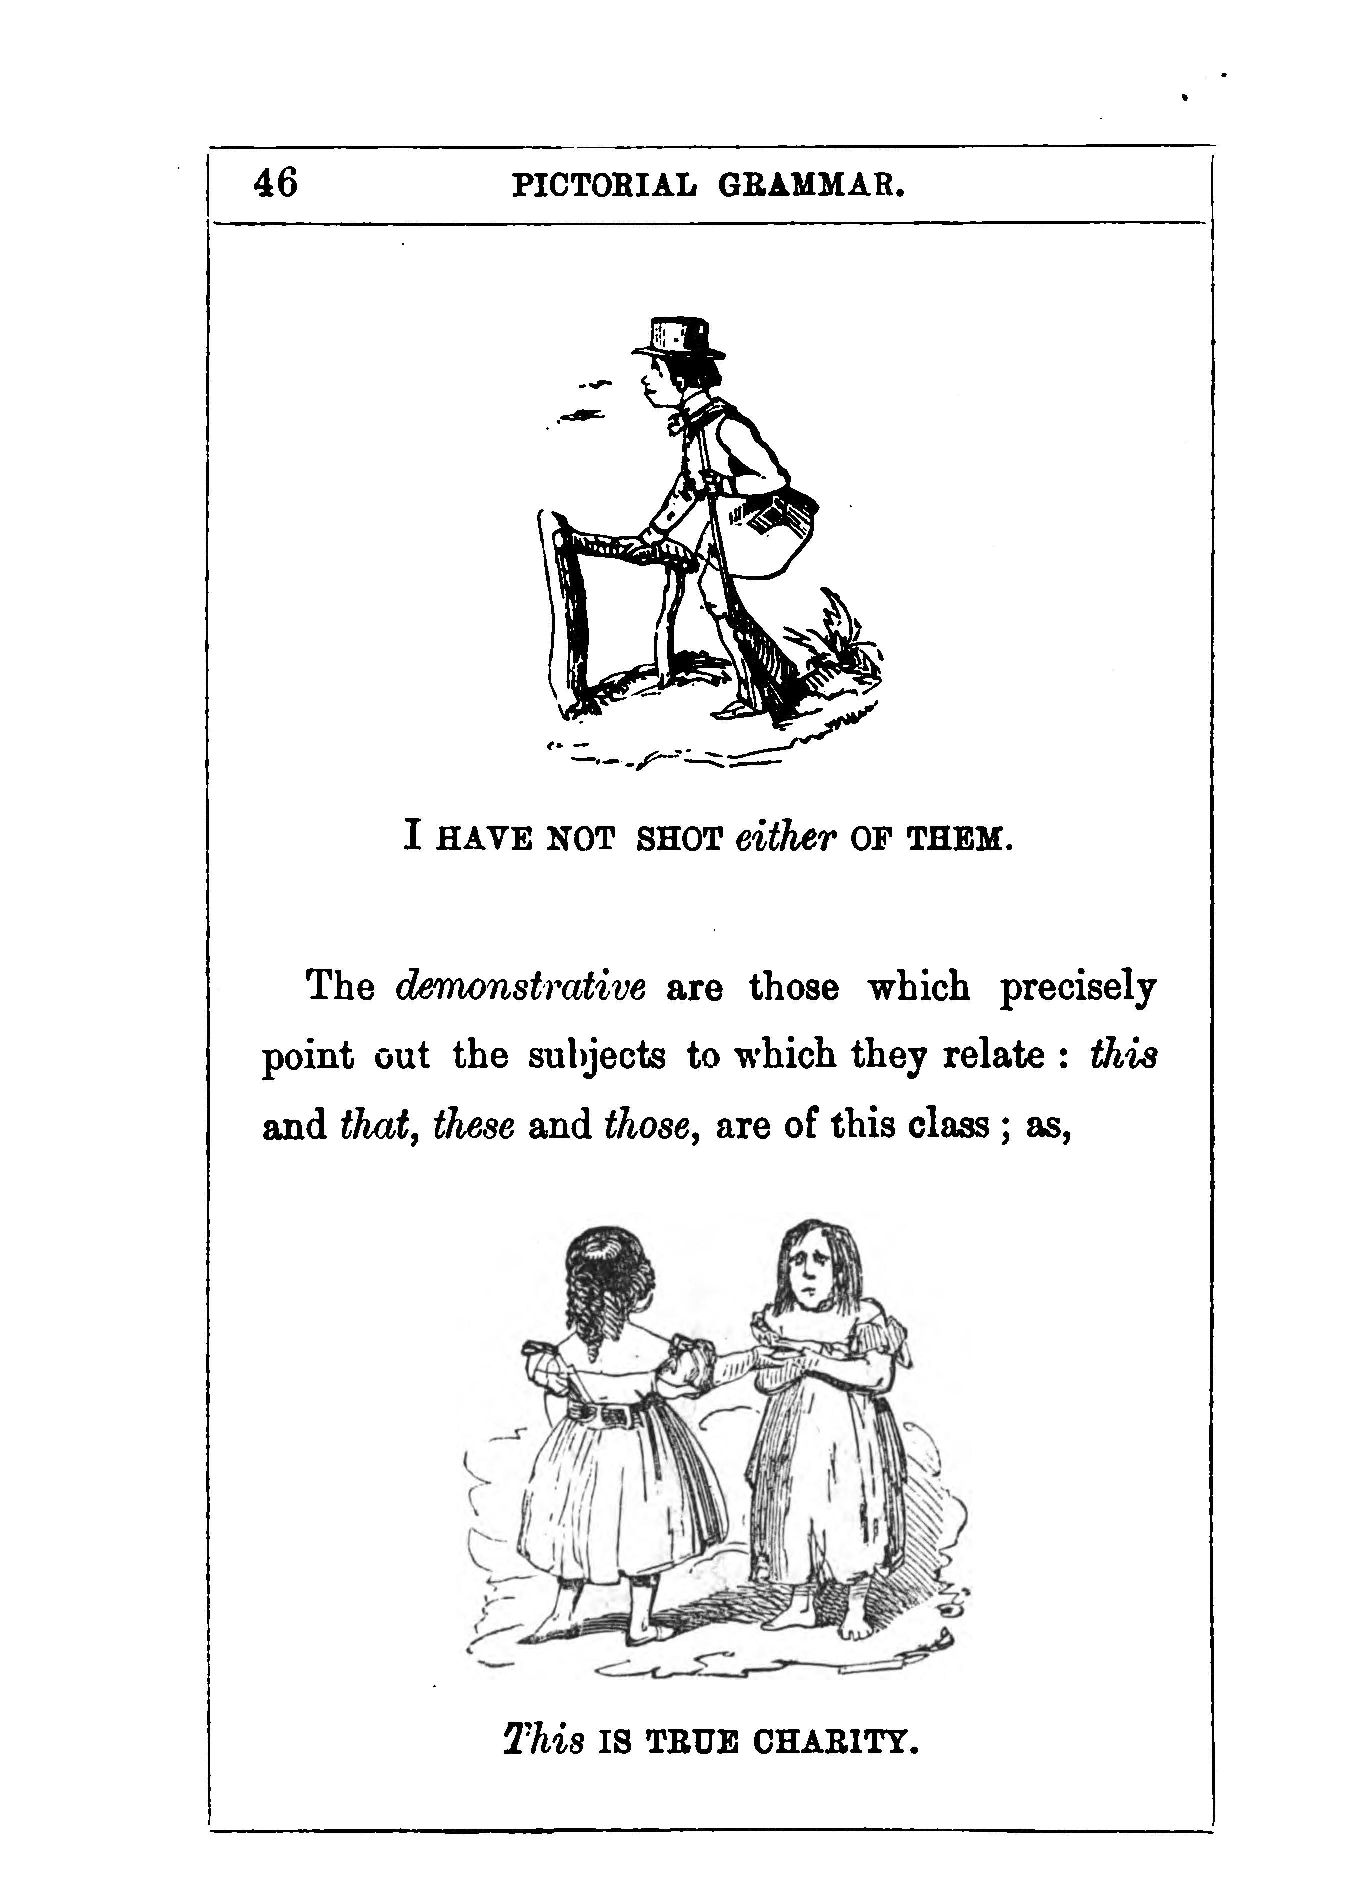 46 PICTORIAL GRAMMAR.
I HAVE NOT SHOT either OF THEM.
The demonstrative are those which precisely
point out the subjects to which they relate : this
and that, these and those, are of this class ; as,
This IS TRUE CHARITY.